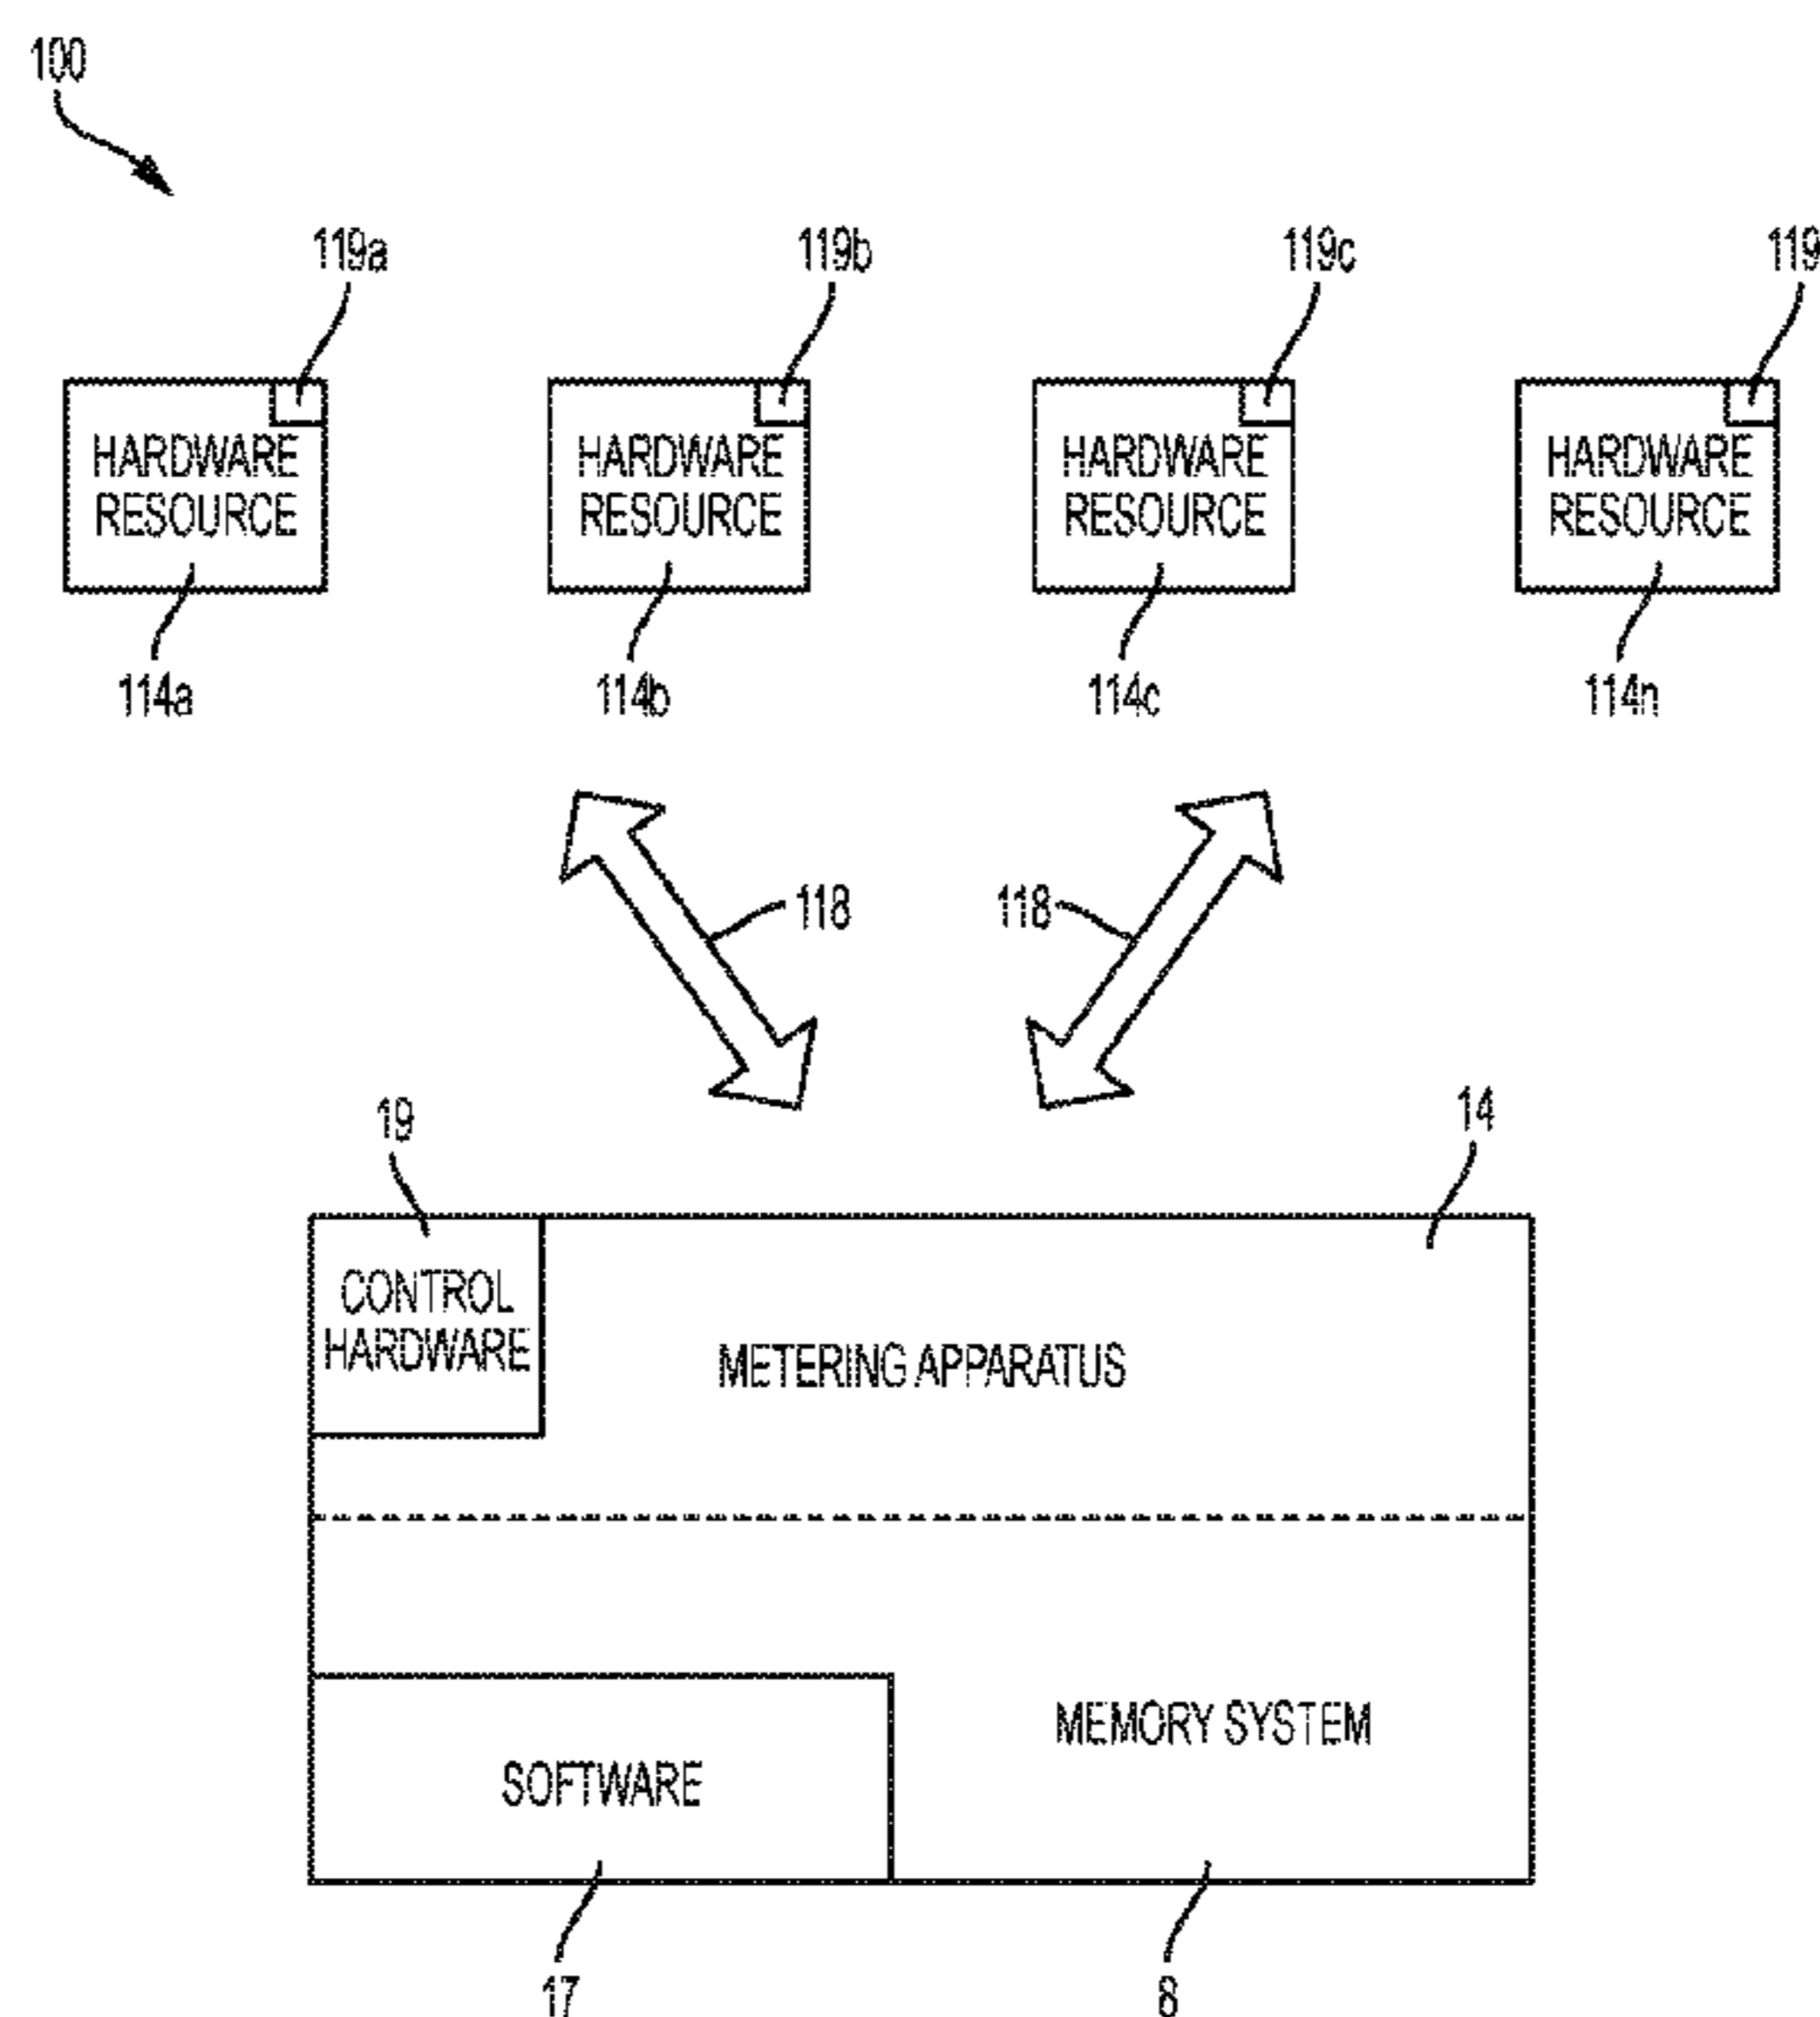 100
119a 119b 119c 119
HARDWARE RESOURCE
HARDWARE RESOURCE
HARDWARE RESOURCE
HARDWARE RESOURCE
114a 114b 114c 114n
118 118
19 14
CONTROL
HARDWARE
METERING APPARATUS
MEMORY SYSTEM
SOFTWARE
17 8